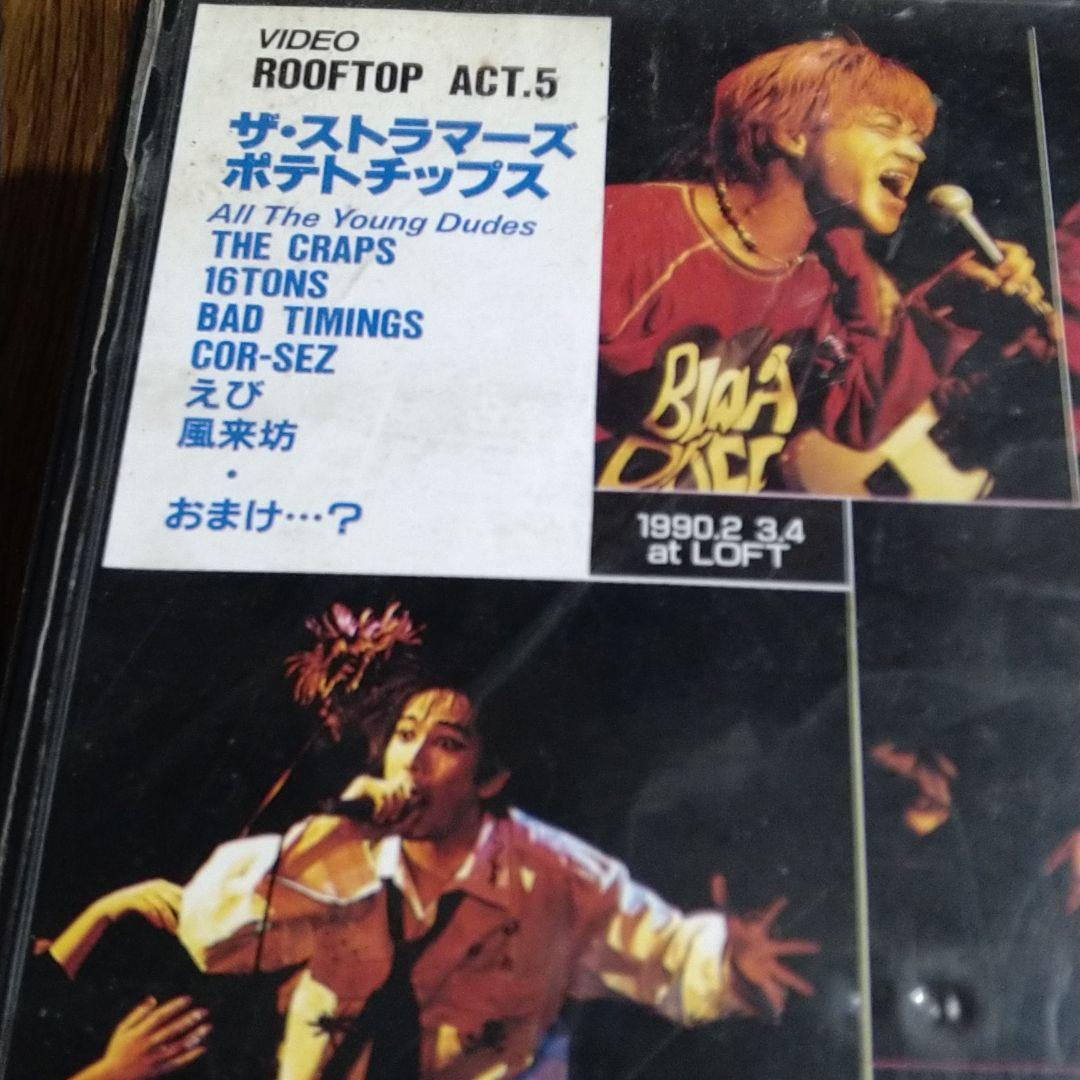 VIDEO
ROOFTOP ACT.5
ザ・ストラマーズ
ポテトチップス
All The Young Dudes
THE CRAPS
16TONS
BAD TIMINGS
COR-SEZ
えび
風来坊
・
おまけ…？
1990.2 3.4
at LOFT